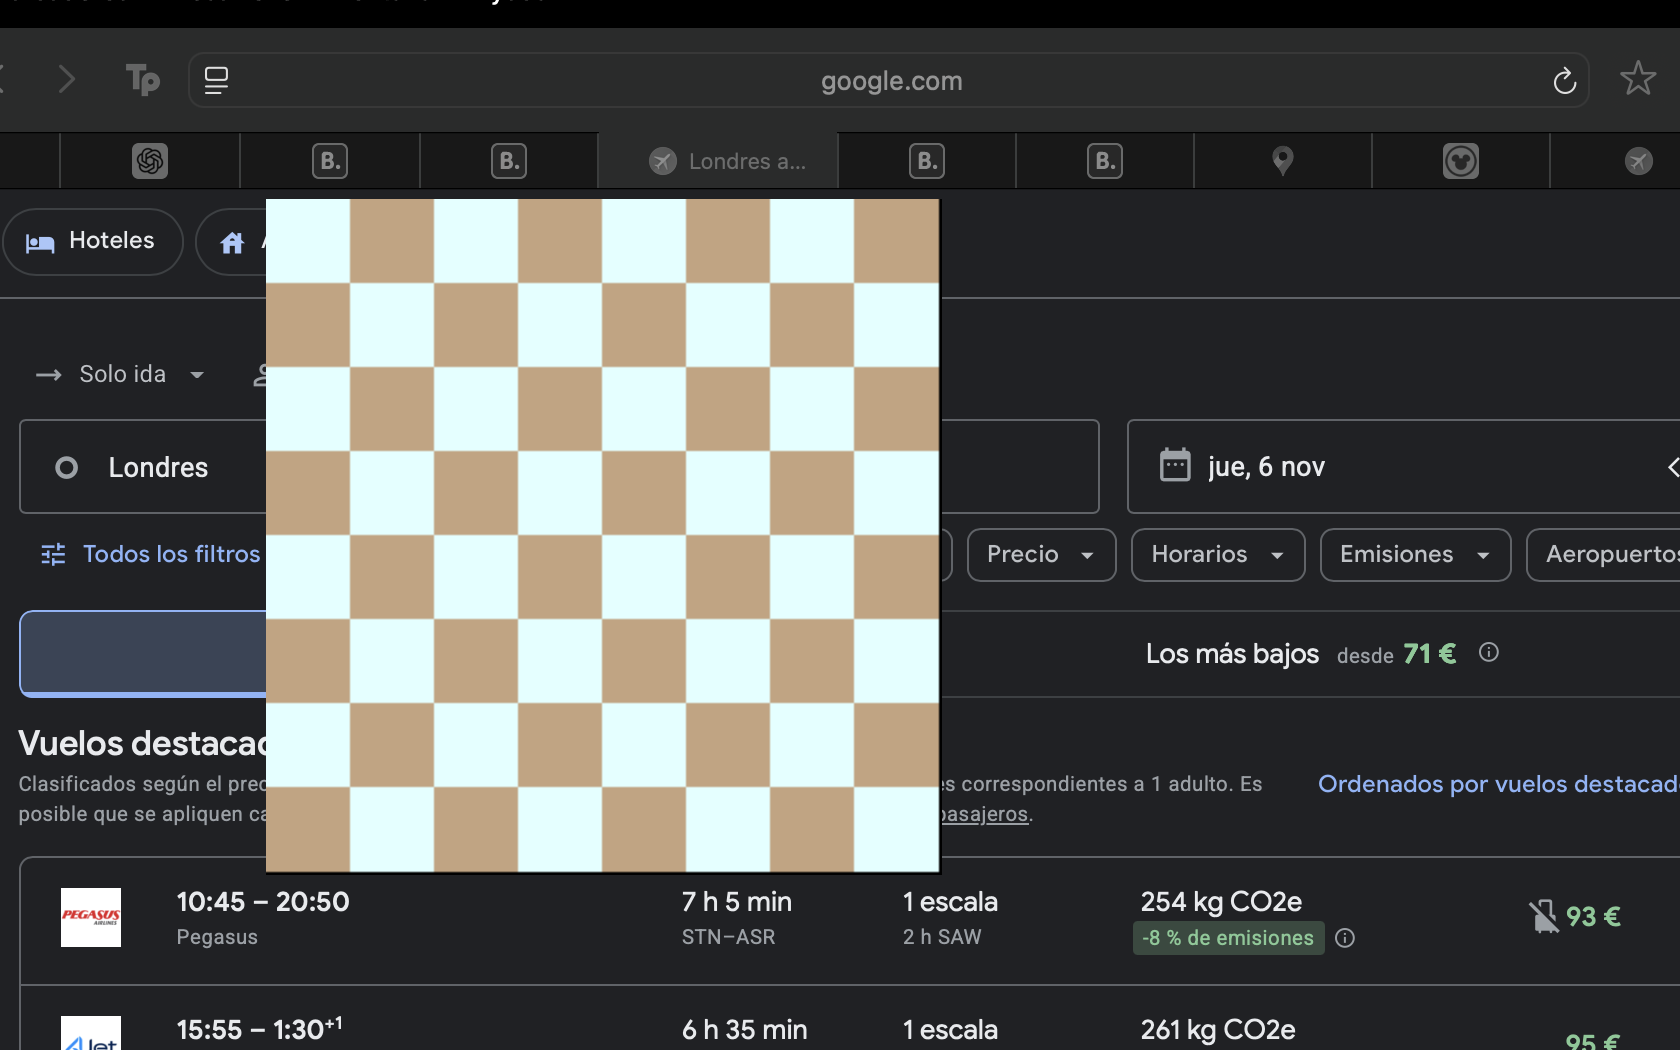 google.com
B.
B.
Londres a...
B.
B.
Hoteles
Solo ida
Londres
jue, 6 nov
Todos los filtros
Precio
Horarios
Emisiones
Aeropuertos
Los más bajos desde 71 €
Vuelos destacad
Clasificados según el prec
es correspondientes a 1 adulto. Es
posible que se apliquen ca
pasajeros.
Ordenados por vuelos destacad
PEGASUS
AIRLINES
10:45 – 20:50
Pegasus
7 h 5 min
STN–ASR
1 escala
2 h SAW
254 kg CO2e
-8 % de emisiones
93 €
15:55 – 1:30+1
6 h 35 min
1 escala
261 kg CO2e
95 €